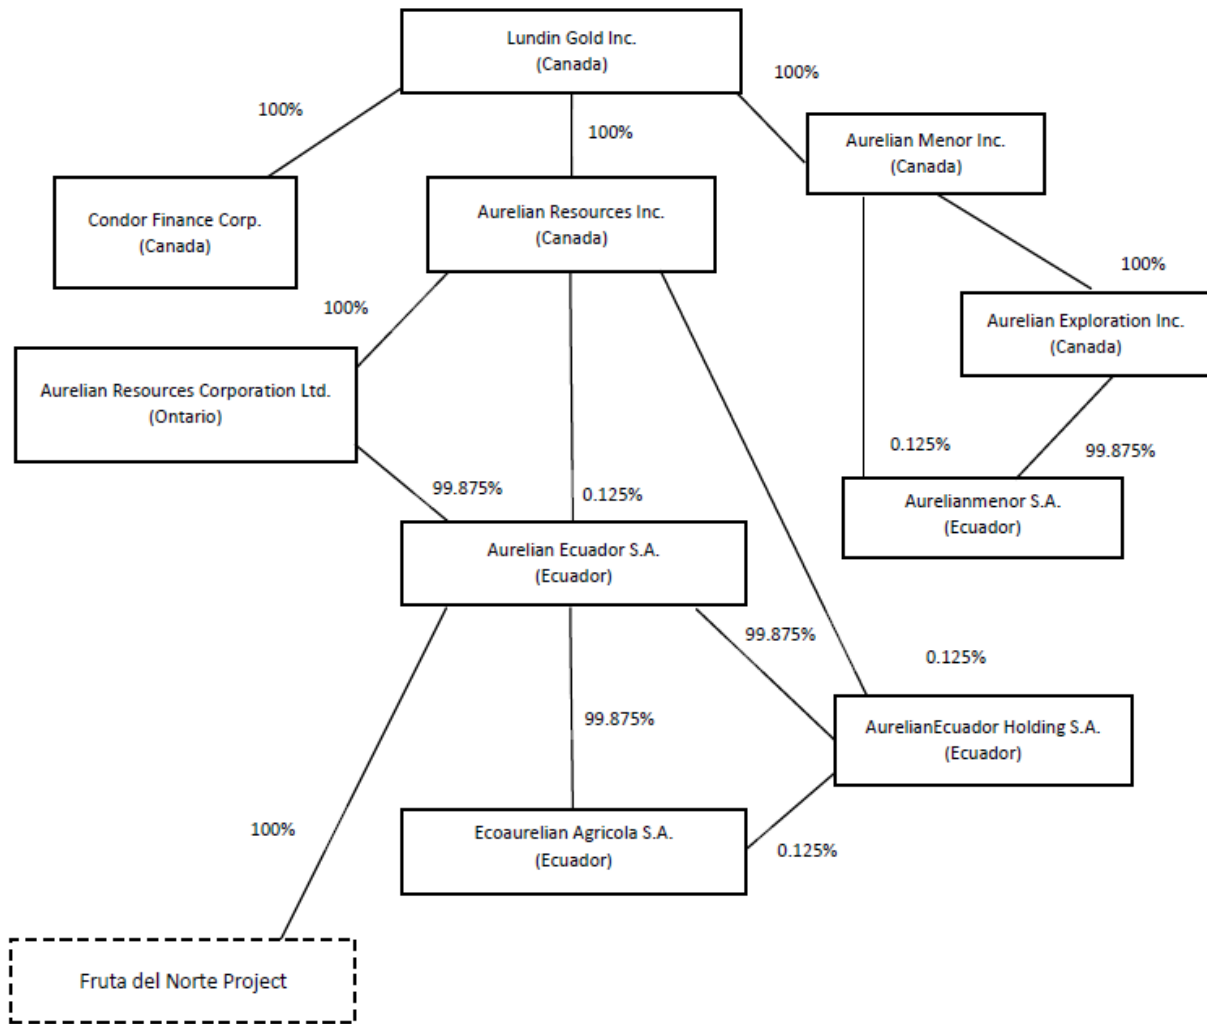 Lundin Gold Inc.
(Canada)
100%
100%
100%
Aurelian Menor Inc.
(Canada)
Condor Finance Corp.
(Canada)
Aurelian Resources Inc.
(Canada)
100%
100%
Aurelian Exploration Inc.
(Canada)
Aurelian Resources Corporation Ltd.
(Ontario)
0.125%
99.875%
99.875%
0.125%
Aurelianmenor S.A.
(Ecuador)
Aurelian Ecuador S.A.
(Ecuador)
99.875%
0.125%
99.875%
AurelianEcuador Holding S.A.
(Ecuador)
100%
Ecoaurelian Agricola S.A.
(Ecuador)
0.125%
Fruta del Norte Project